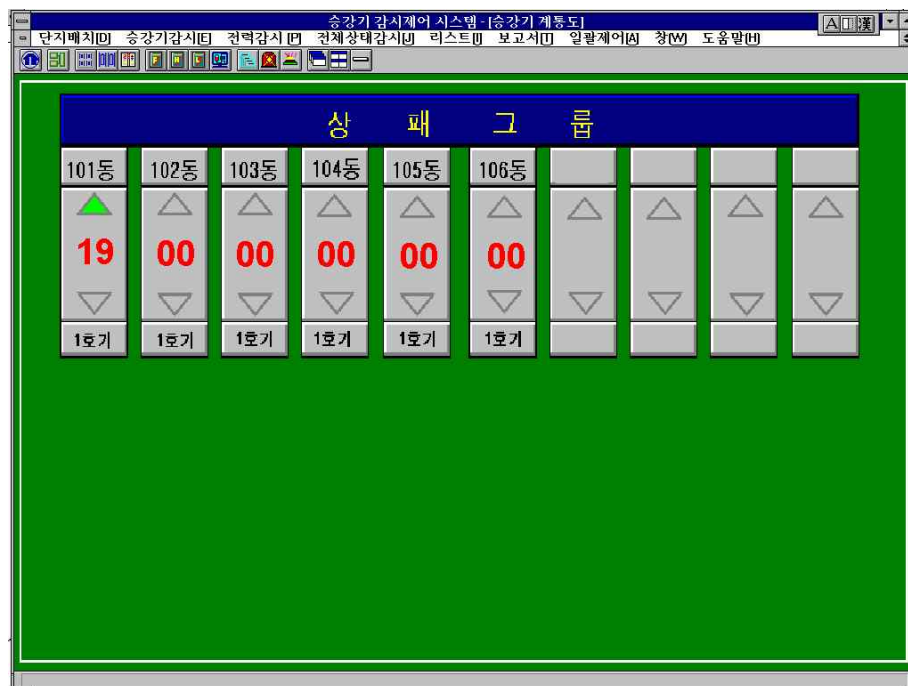 승강기 감시제어 시스템 - [승강기 계통도]
A 漢
단지배치[D] 승강기감시[E] 전력감시 [P] 전체상태감시[J] 리스트[I] 보고서[T] 일괄제어[A] 창[W] 도움말[H]
상 패 그 룹
101동 102동 103동 104동 105동 106동
19 00 00 00 00 00
1호기 1호기 1호기 1호기 1호기 1호기